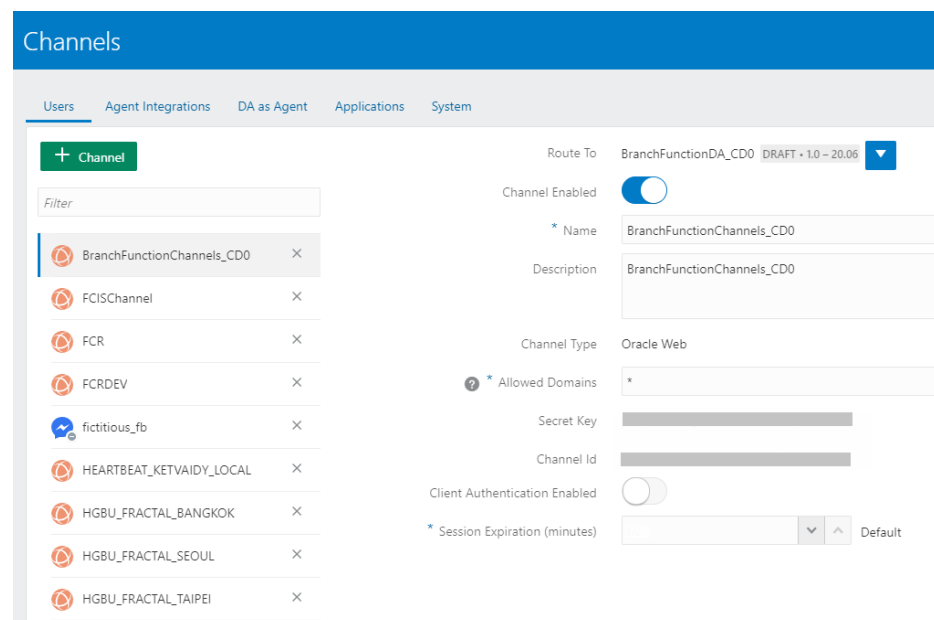 Channels
Users Agent Integrations DA as Agent Applications System
+ Channel
Filter
BranchFunctionChannels_CD0
FCISChannel
FCR
FCRDEV
fictitious_fb
HEARTBEAT_KETVAIDY_LOCAL
HGBU_FRACTAL_BANGKOK
HGBU_FRACTAL_SEOUL
HGBU_FRACTAL_TAIPEI
Route To BranchFunctionDA_CD0 DRAFT • 1.0 – 20.06
Channel Enabled
* Name BranchFunctionChannels_CD0
Description BranchFunctionChannels_CD0
Channel Type Oracle Web
? * Allowed Domains *
Secret Key
Channel Id
Client Authentication Enabled
* Session Expiration (minutes) Default